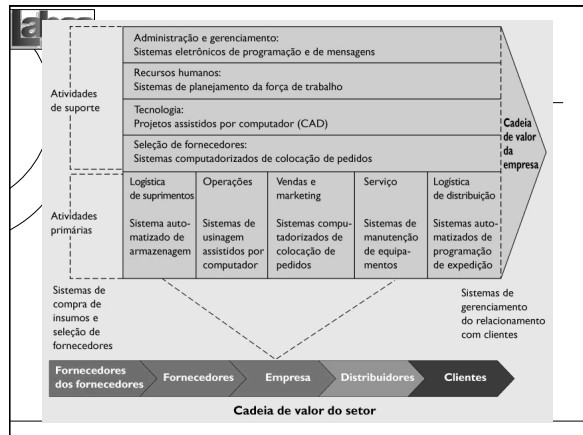 Administração e gerenciamento:
Sistemas eletrônicos de programação e de mensagens
Recursos humanos:
Sistemas de planejamento da força de trabalho
Atividades
de suporte
Tecnologia:
Projetos assistidos por computador (CAD)
Seleção de fornecedores:
Sistemas computadorizados de colocação de pedidos
Cadeia
de valor
da
empresa
Atividades
primárias
Logística
de suprimentos
Sistema auto-
matizado de
armazenagem
Operações
Sistemas de
usinagem
assistidos por
computador
Vendas e
marketing
Sistemas compu-
tadorizados de
colocação de
pedidos
Serviço
Sistemas de
manutenção
de equipa-
mentos
Logística
de distribuição
Sistemas auto-
matizados de
programação
de expedição
Sistemas de
compra de
insumos e
seleção de
fornecedores
Sistemas de
gerenciamento
do relacionamento
com clientes
Fornecedores
dos fornecedores
Fornecedores
Empresa
Distribuidores
Clientes
Cadeia de valor do setor